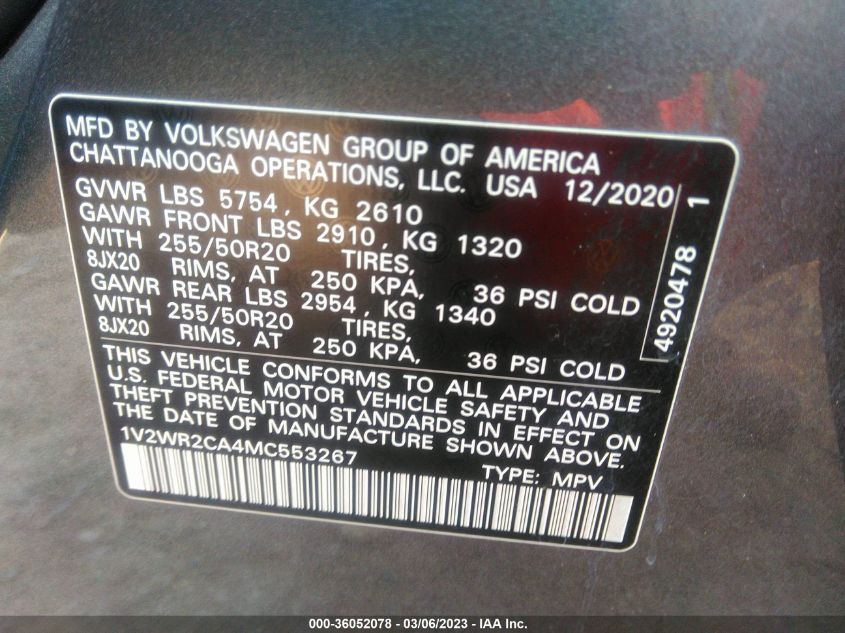 MFD BY VOLKSWAGEN GROUP OF AMERICA
CHATTANOOGA OPERATIONS, LLC. USA 12/2020
GVWR LBS 5754, KG 2610
GAWR FRONT LBS 2910, KG 1320
WITH 255/50R20 TIRES,
8JX20 RIMS, AT 250 KPA, 36 PSI COLD
GAWR REAR LBS 2954, KG 1340
WITH 255/50R20 TIRES,
8JX20 RIMS, AT 250 KPA, 36 PSI COLD
THIS VEHICLE CONFORMS TO ALL APPLICABLE
U.S. FEDERAL MOTOR VEHICLE SAFETY AND
THEFT PREVENTION STANDARDS IN EFFECT ON
THE DATE OF MANUFACTURE SHOWN ABOVE.
1V2WR2CA4MC553267 TYPE: MPV
4920478 1
000-36052078 - 03/06/2023 - IAA Inc.